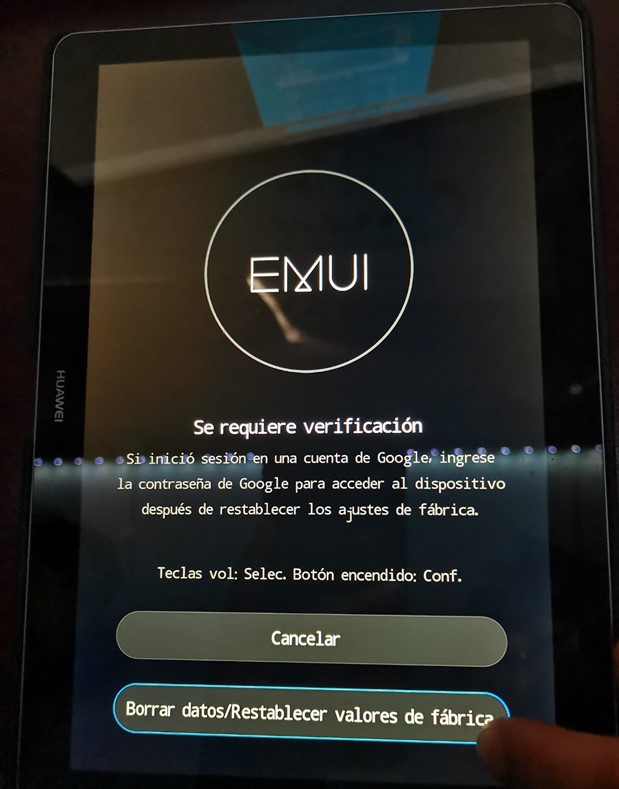 EMUI
HUAWEI
Se requiere verificación
Si inició sesión en una cuenta de Google, ingrese
la contraseña de Google para acceder al dispositivo
después de restablecer los ajustes de fábrica.
Teclas vol: Selec. Botón encendido: Conf.
Cancelar
Borrar datos/Restablecer valores de fábrica